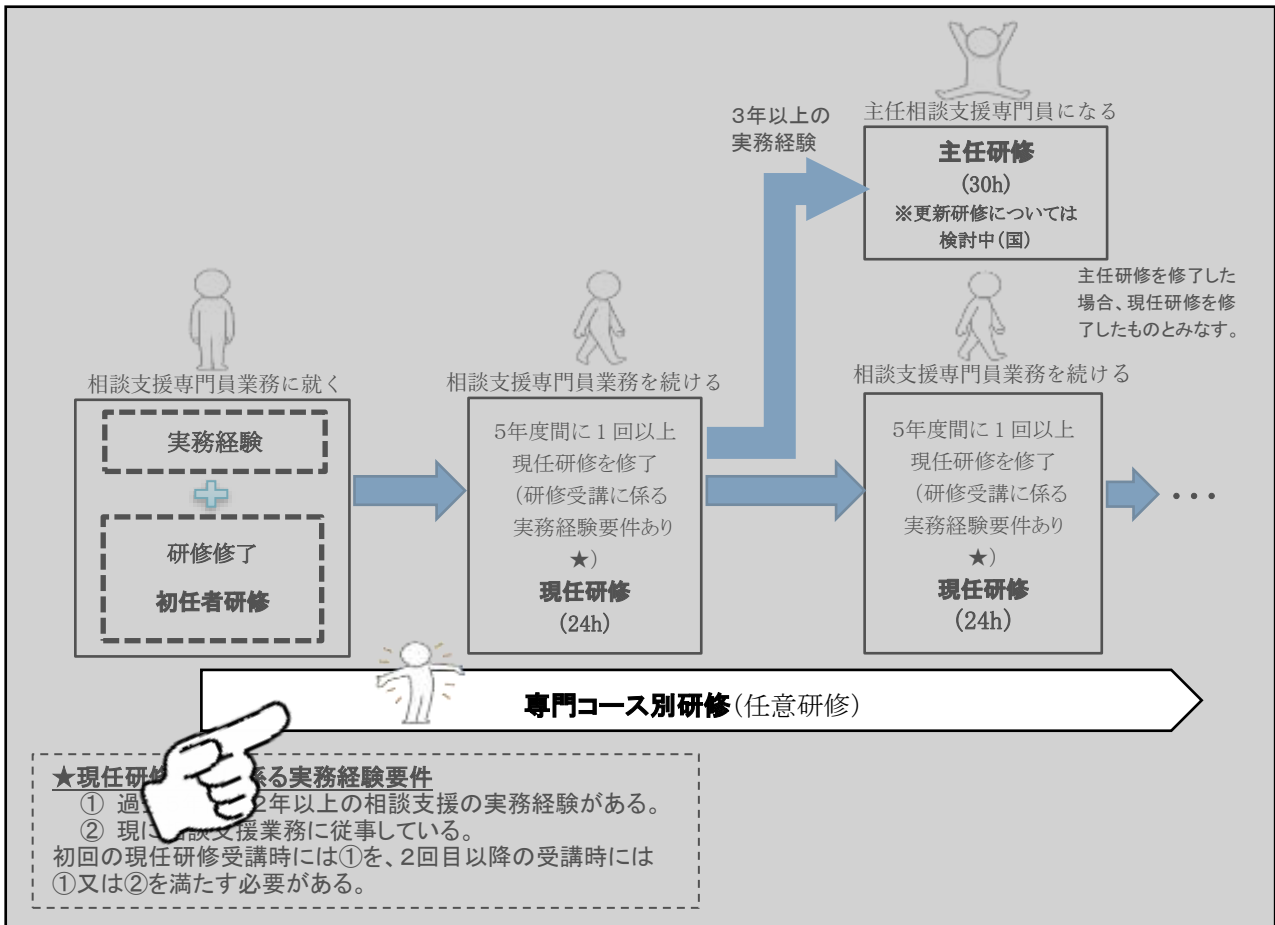 3年以上の
実務経験
主任相談支援専門員になる
主任研修
(30h)
※更新研修については
検討中(国)
主任研修を修了した
場合、現任研修を修
了したものとみなす。
相談支援専門員業務に就く
実務経験
研修修了
初任者研修
相談支援専門員業務を続ける
5年度間に1回以上
現任研修を修了
(研修受講に係る
実務経験要件あり
★)
現任研修
(24h)
相談支援専門員業務を続ける
5年度間に1回以上
現任研修を修了
(研修受講に係る
実務経験要件あり
★)
現任研修
(24h)
・・・
専門コース別研修(任意研修)
★現任研 る実務経験要件
① 過 2年以上の相談支援の実務経験がある。
② 現に 談支援業務に従事している。
初回の現任研修受講時には①を、2回目以降の受講時には
①又は②を満たす必要がある。